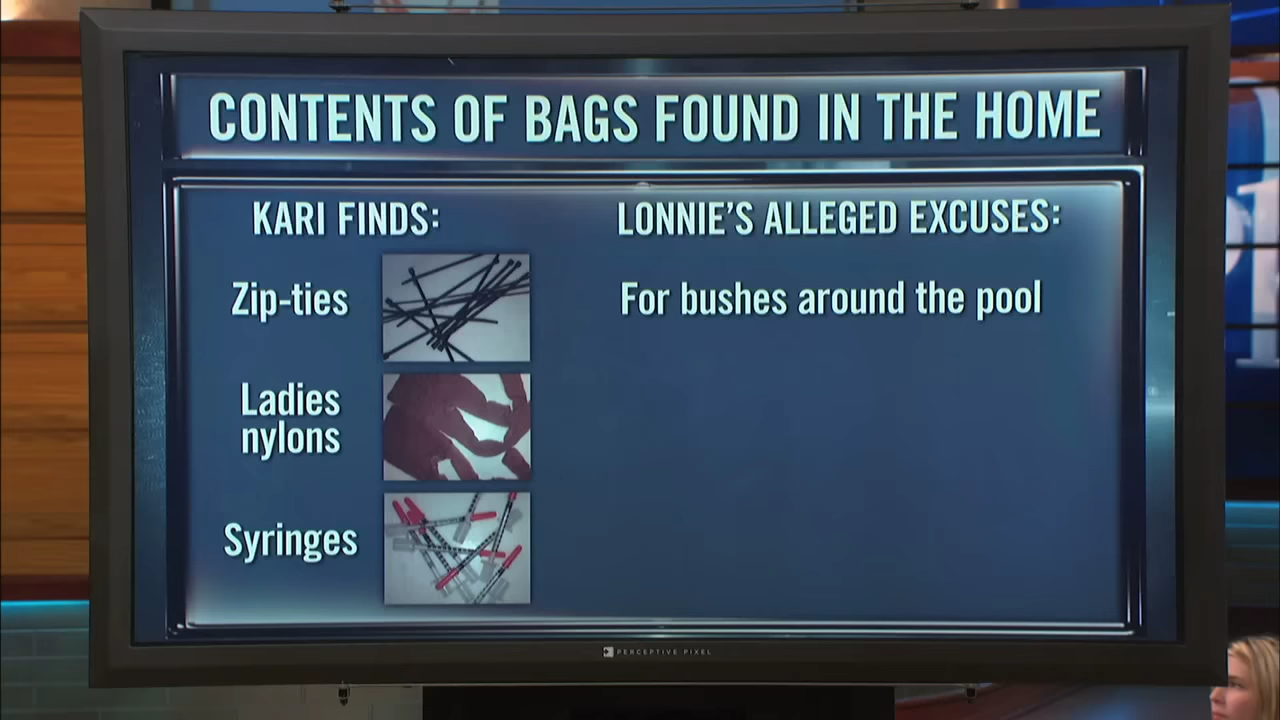 CONTENTS OF BAGS FOUND IN THE HOME
KARI FINDS:
LONNIE'S ALLEGED EXCUSES:
Zip-ties
For bushes around the pool
Ladies
nylons
Syringes
PERCEPTIVE PIXEL